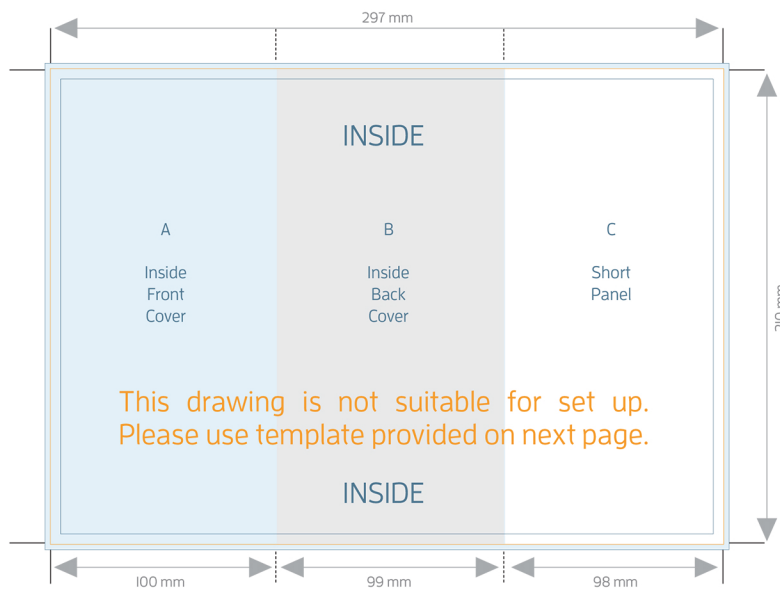 297 mm
INSIDE
A
B
C
Inside
Front
Cover
Inside
Back
Cover
Short
Panel
This drawing is not suitable for set up.
Please use template provided on next page.
INSIDE
100 mm
99 mm
98 mm